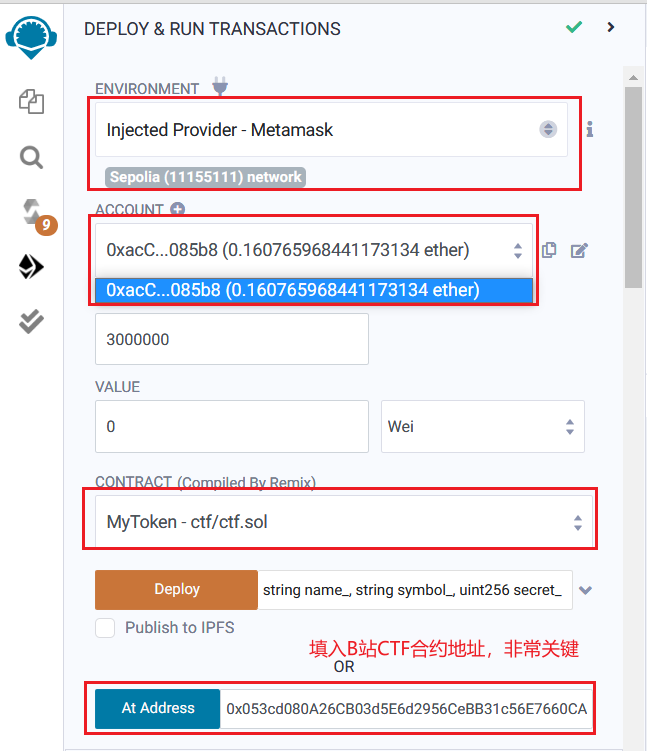 DEPLOY & RUN TRANSACTIONS
ENVIRONMENT
Injected Provider - Metamask
Sepolia (11155111) network
9
ACCOUNT
0xacC...085b8 (0.160765968441173134 ether)
0xacC...085b8 (0.160765968441173134 ether)
3000000
VALUE
0
Wei
CONTRACT (Compiled By Remix)
MyToken - ctf/ctf.sol
Deploy
string name_, string symbol_, uint256 secret_
Publish to IPFS
填入B站CTF合约地址，非常关键
OR
At Address
0x053cd080A26CB03d5E6d2956CeBB31c56E7660CA